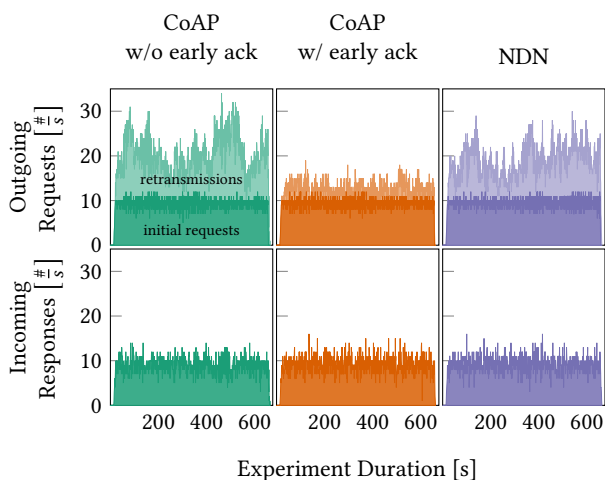 CoAP
w/o early ack
CoAP
w/ early ack
NDN
Outgoing
Requests [#/s]
30
20
10
0
retransmissions
initial requests
Incoming
Responses [#/s]
30
20
10
0
200 400 600
200 400 600
200 400 600
Experiment Duration [s]